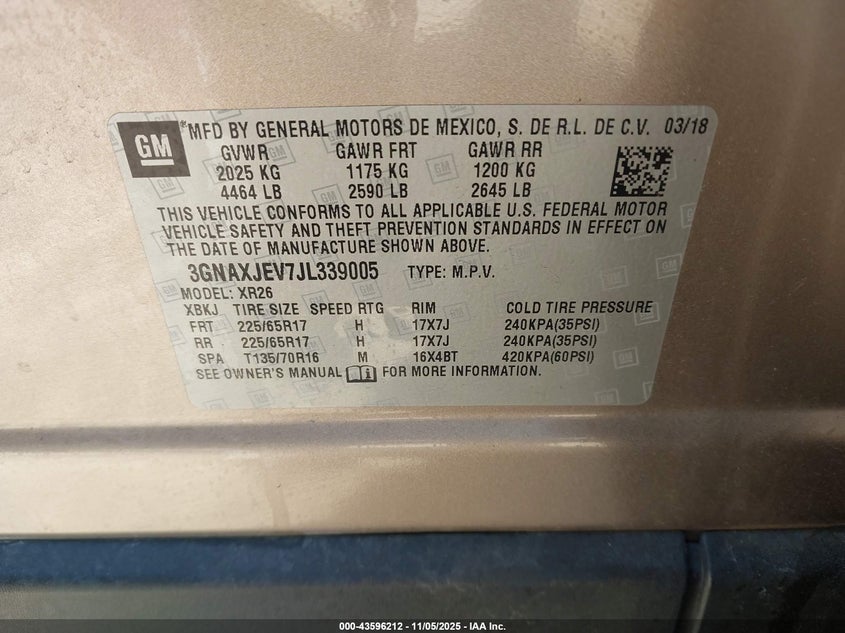 GM *MFD BY GENERAL MOTORS DE MEXICO, S. DE R.L. DE C.V. 03/18
GVWR GAWR FRT GAWR RR
2025 KG 1175 KG 1200 KG
4464 LB 2590 LB 2645 LB
THIS VEHICLE CONFORMS TO ALL APPLICABLE U.S. FEDERAL MOTOR
VEHICLE SAFETY AND THEFT PREVENTION STANDARDS IN EFFECT ON
THE DATE OF MANUFACTURE SHOWN ABOVE.
3GNAXJEV7JL339005 TYPE: M.P.V.
MODEL: XR26
XBKJ TIRE SIZE SPEED RTG RIM COLD TIRE PRESSURE
FRT 225/65R17 H 17X7J 240KPA(35PSI)
RR 225/65R17 H 17X7J 240KPA(35PSI)
SPA T135/70R16 M 16X4BT 420KPA(60PSI)
SEE OWNER'S MANUAL FOR MORE INFORMATION.
000-43596212 - 11/05/2025 - IAA Inc.